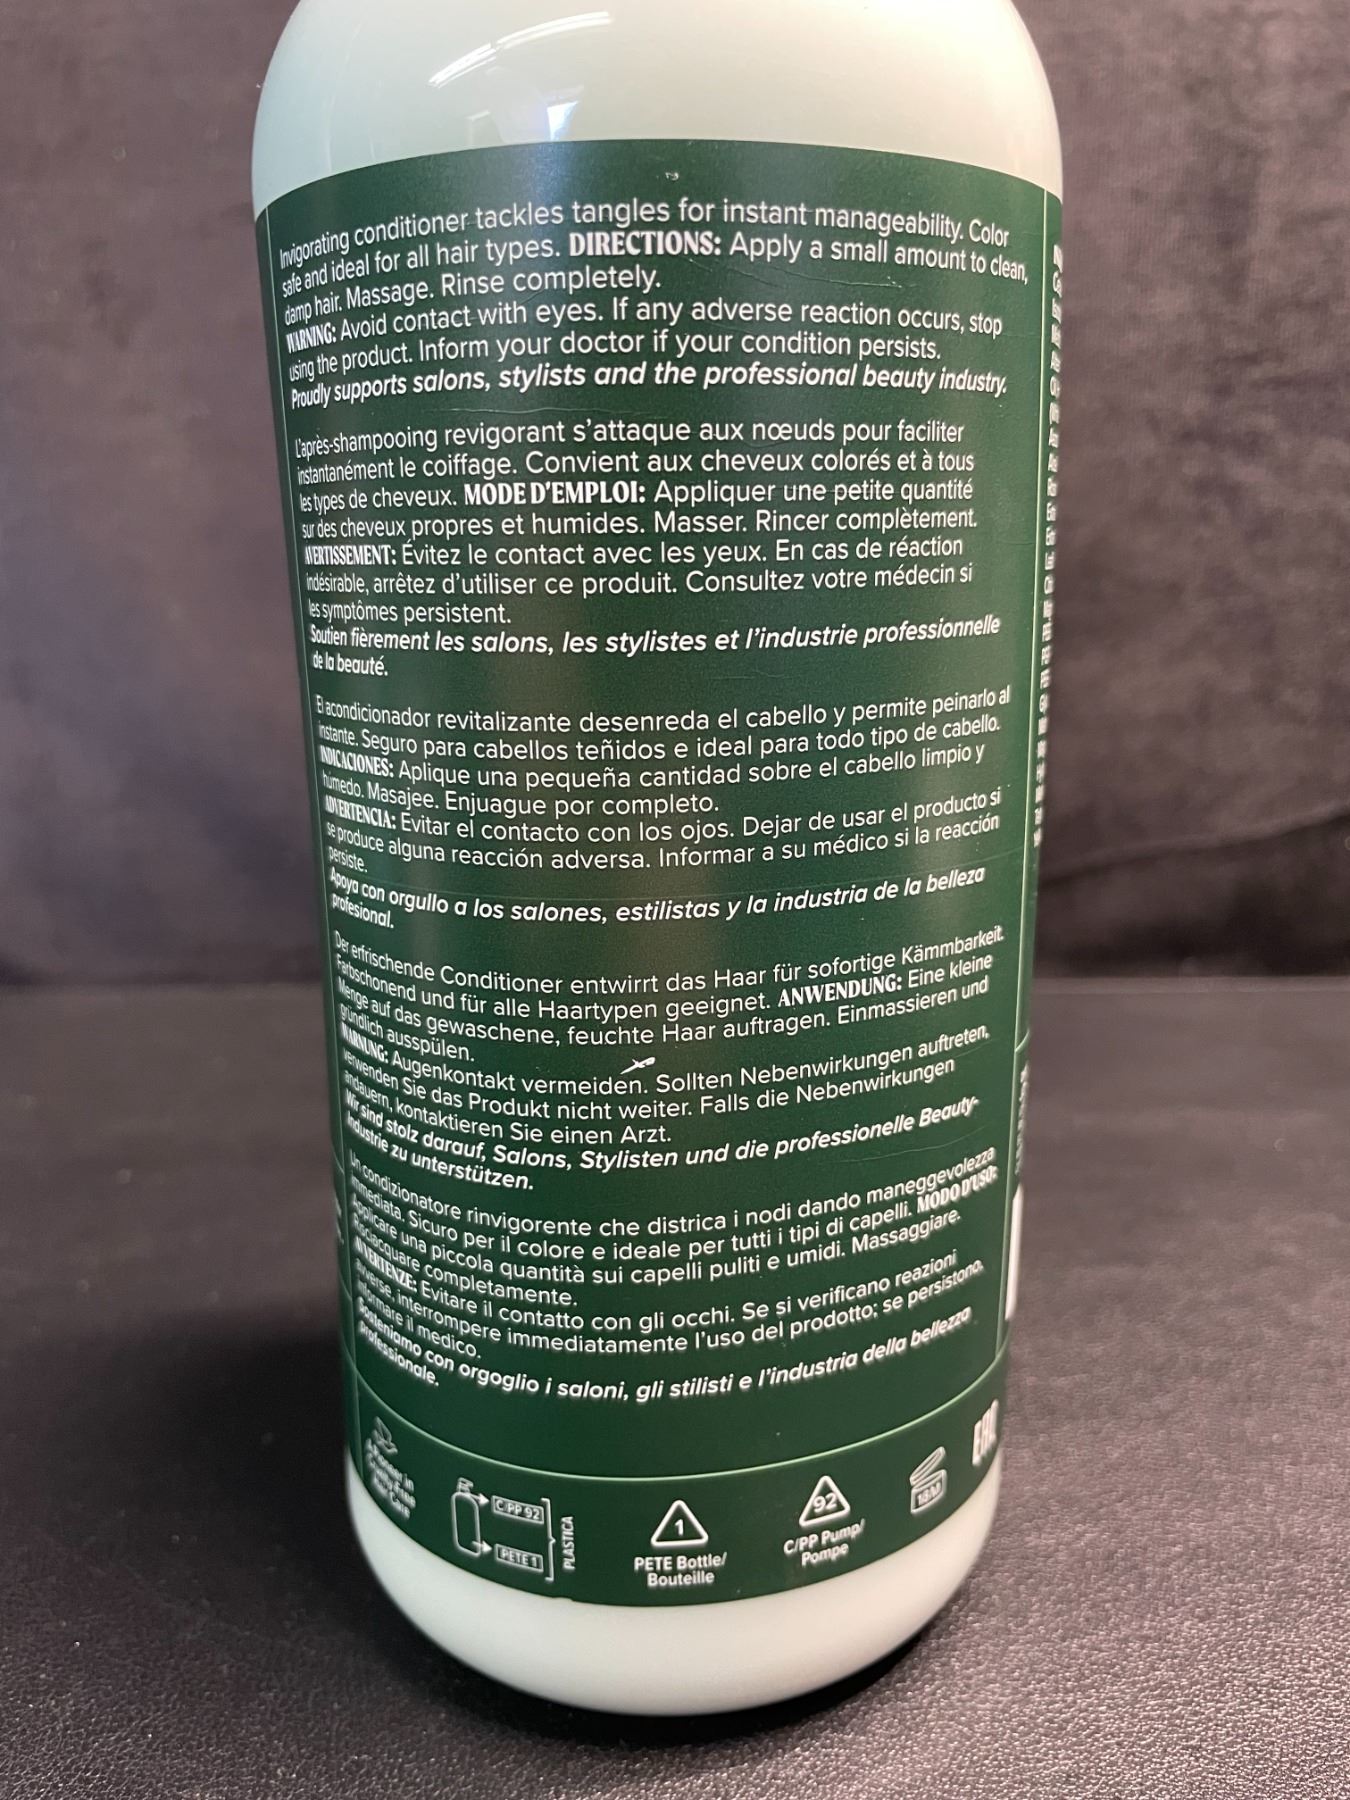 Invigorating conditioner tackles tangles for instant manageability. Color
safe and ideal for all hair types. DIRECTIONS: Apply a small amount to clean,
damp hair. Massage. Rinse completely.
WARNING: Avoid contact with eyes. If any adverse reaction occurs, stop
using the product. Inform your doctor if your condition persists.
Proudly supports salons, stylists and the professional beauty industry.
L'après-shampooing revigorant s'attaque aux nœuds pour faciliter
instantanément le coiffage. Convient aux cheveux colorés et à tous
les types de cheveux. MODE D'EMPLOI: Appliquer une petite quantité
sur des cheveux propres et humides. Masser. Rincer complètement.
AVERTISSEMENT: Évitez le contact avec les yeux. En cas de réaction
indésirable, arrêtez d'utiliser ce produit. Consultez votre médecin si
les symptômes persistent.
Soutien fièrement les salons, les stylistes et l'industrie professionnelle
de la beauté.
El acondicionador revitalizante desenreda el cabello y permite peinarlo al
instante. Seguro para cabellos teñidos e ideal para todo tipo de cabello.
INDICACIONES: Aplique una pequeña cantidad sobre el cabello limpio y
húmedo. Masajee. Enjuague por completo.
ADVERTENCIA: Evitar el contacto con los ojos. Dejar de usar el producto si
se produce alguna reacción adversa. Informar a su médico si la reacción
persiste.
Apoya con orgullo a los salones, estilistas y la industria de la belleza
profesional.
Der erfrischende Conditioner entwirrt das Haar für sofortige Kämmbarkeit.
Farbschonend und für alle Haartypen geeignet. ANWENDUNG: Eine kleine
Menge auf das gewaschene, feuchte Haar auftragen. Einmassieren und
gründlich ausspülen.
WARNUNG: Augenkontakt vermeiden. Sollten Nebenwirkungen auftreten,
verwenden Sie das Produkt nicht weiter. Falls die Nebenwirkungen
andauern, kontaktieren Sie einen Arzt.
Wir sind stolz darauf, Salons, Stylisten und die professionelle Beauty-
Industrie zu unterstützen.
Un condizionatore rinvigorente che districa i nodi dando maneggevolezza
immediata. Sicuro per il colore e ideale per tutti i tipi di capelli. MODO D'USO:
Applicare una piccola quantità sui capelli puliti e umidi. Massaggiare.
Risciacquare completamente.
AVVERTENZE: Evitare il contatto con gli occhi. Se si verificano reazioni
avverse, interrompere immediatamente l'uso del prodotto; se persistono,
informare il medico.
Sosteniamo con orgoglio i saloni, gli stilisti e l'industria della bellezza
professionale.
A Pioneer in
Cruelty-Free
Hair Care
C/PP 92
PETE 1
PLASTICA
1
PETE Bottle/
Bouteille
92
C/PP Pump/
Pompe
18M
EAC